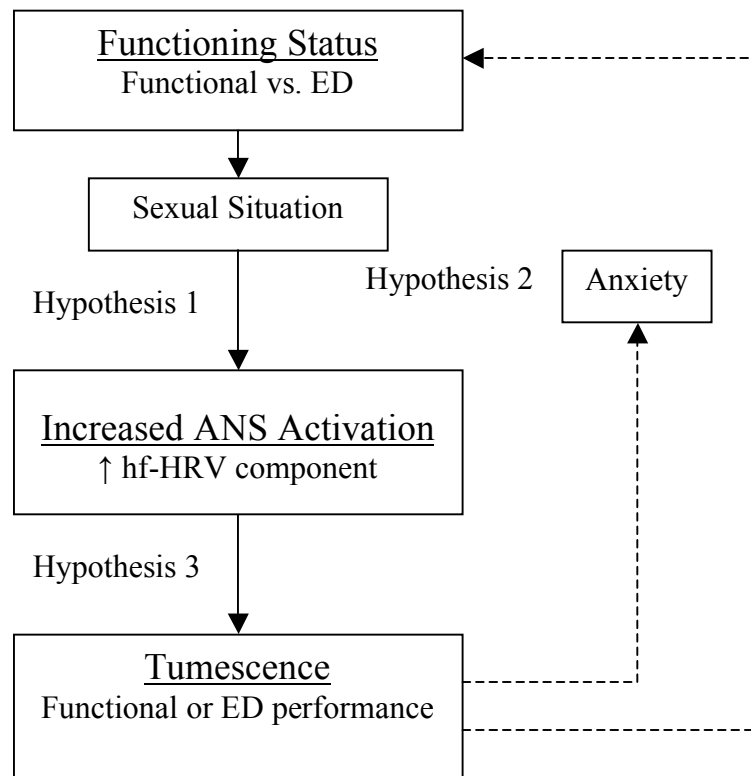 Functioning Status
Functional vs. ED
Sexual Situation
Hypothesis 1
Hypothesis 2
Anxiety
Increased ANS Activation
↑ hf-HRV component
Hypothesis 3
Tumescence
Functional or ED performance